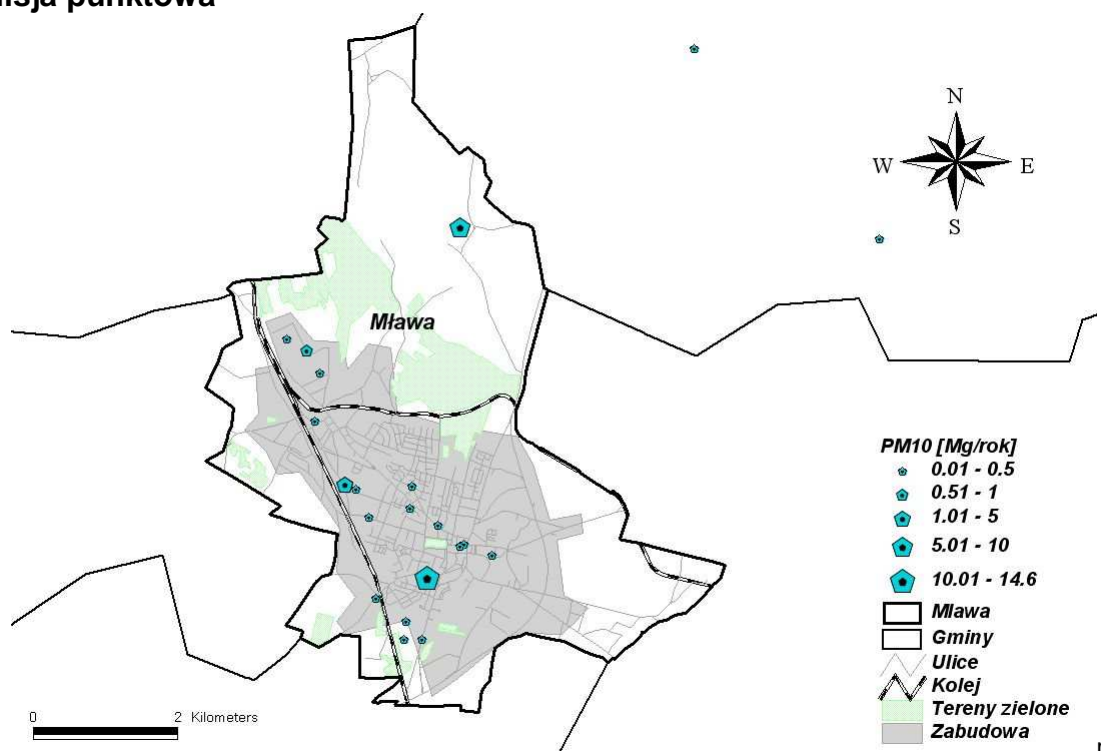 isja punktowa
N
W
E
S
Mława
PM10 [Mg/rok]
0.01 - 0.5
0.51 - 1
1.01 - 5
5.01 - 10
10.01 - 14.6
Mlawa
Gminy
Ulice
Kolej
Tereny zielone
Zabudowa
0 2 Kilometers